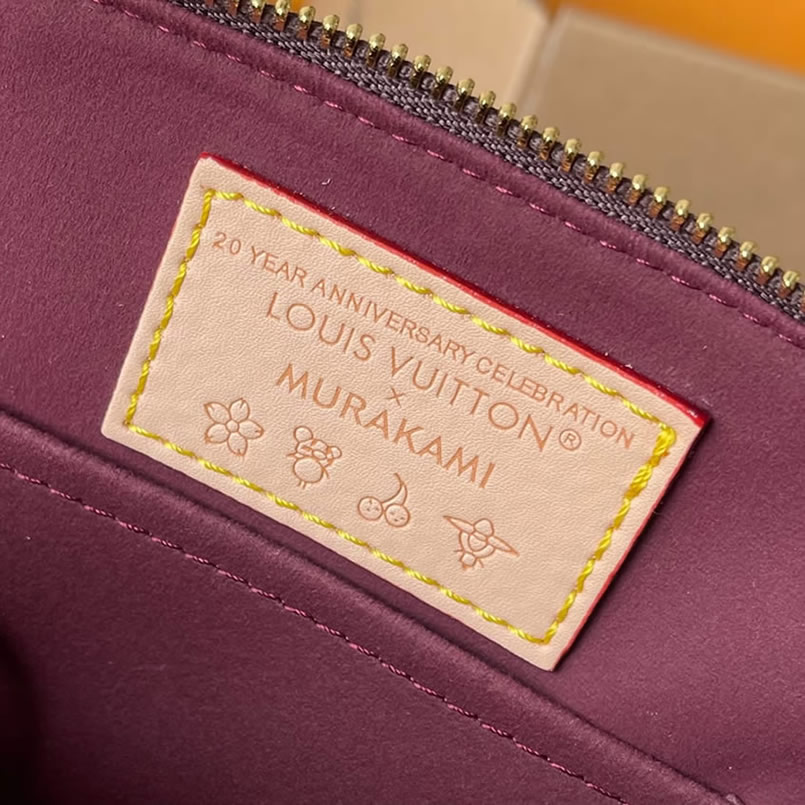 20 YEAR ANNIVERSARY CELEBRATION
LOUIS VUITTON®
×
MURAKAMI